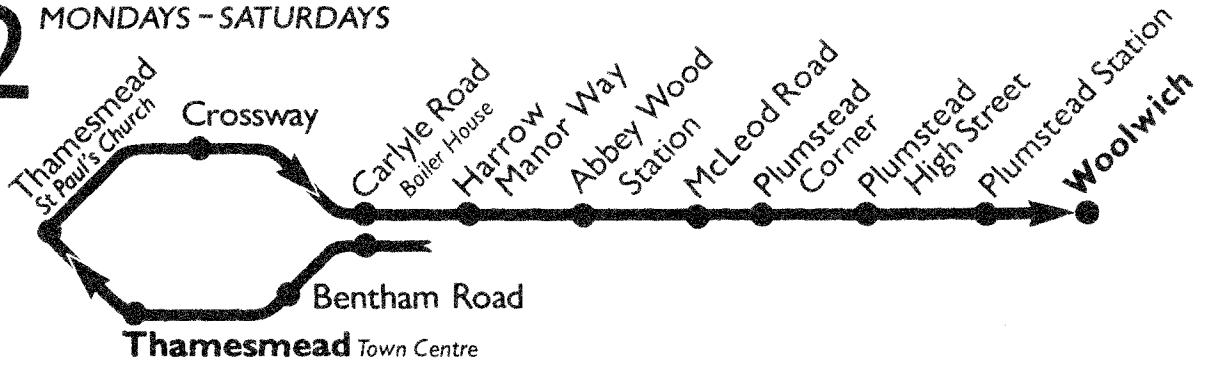 2
MONDAYS – SATURDAYS
Thamesmead
St Paul's Church
Crossway
Carlyle Road
Boiler House
Harrow
Manor Way
Abbey Wood
Station
McLeod Road
Plumstead
Corner
Plumstead
High Street
Plumstead Station
Woolwich
Bentham Road
Thamesmead Town Centre